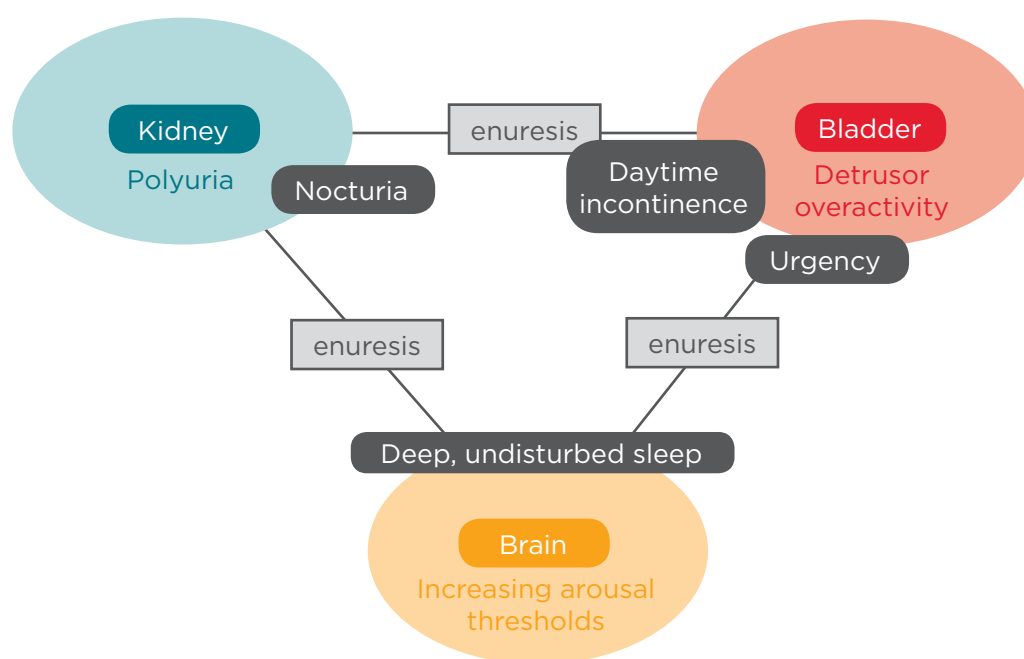 Kidney
Polyuria
Nocturia
enuresis
Daytime
incontinence
Bladder
Detrusor
overactivity
Urgency
enuresis
enuresis
Deep, undisturbed sleep
Brain
Increasing arousal
thresholds